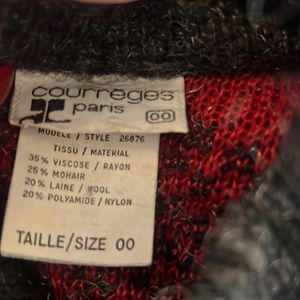 courrèges
paris
00
MODELE / STYLE 26876
TISSU / MATERIAL
35% VISCOSE / RAYON
25% MOHAIR
20% LAINE / WOOL
20% POLYAMIDE / NYLON
TAILLE/SIZE 00